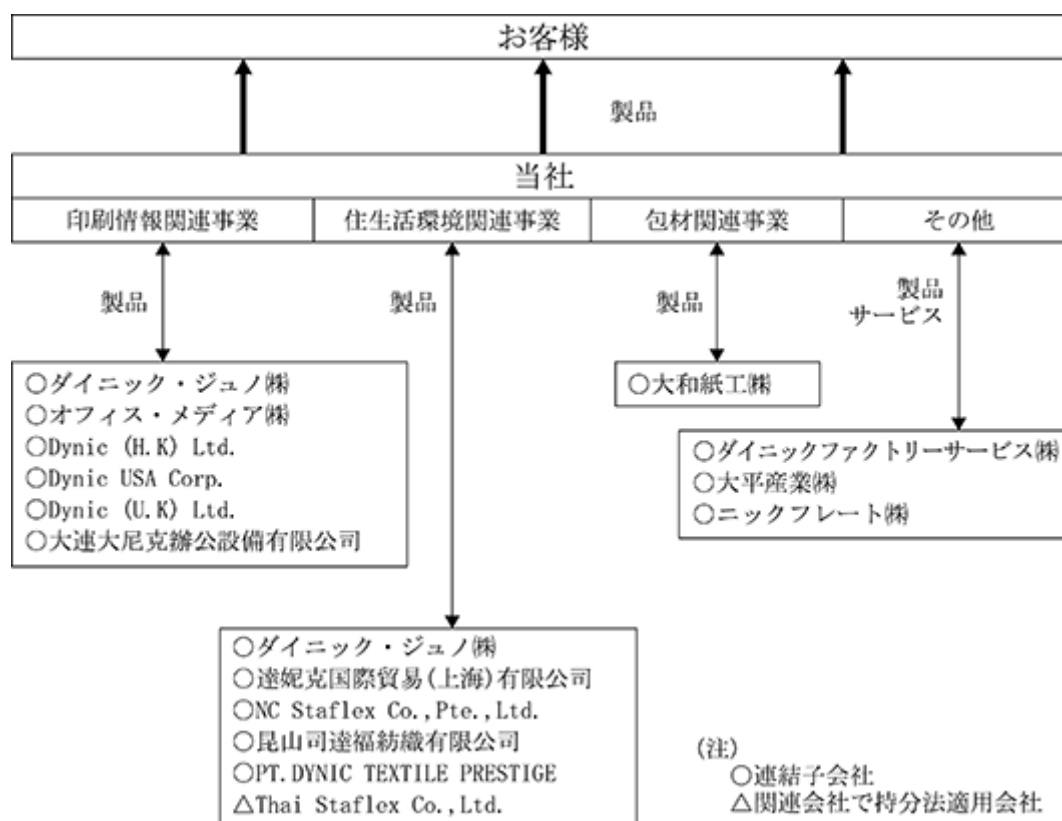 お客様
製品
当社
印刷情報関連事業
住生活環境関連事業
包材関連事業
その他
製品
製品
製品
製品
サービス
○ダイニック・ジュノ㈱
○オフィス・メディア㈱
○Dynic (H.K) Ltd.
○Dynic USA Corp.
○Dynic (U.K) Ltd.
○大連大尼克辦公設備有限公司
○大和紙工㈱
○ダイニックファクトリーサービス㈱
○大平産業㈱
○ニックフレート㈱
○ダイニック・ジュノ㈱
○達妮克国際貿易(上海)有限公司
○NC Staflex Co.,Pte.,Ltd.
○昆山司達福紡織有限公司
○PT.DYNIC TEXTILE PRESTIGE
△Thai Staflex Co.,Ltd.
(注)
○連結子会社
△関連会社で持分法適用会社